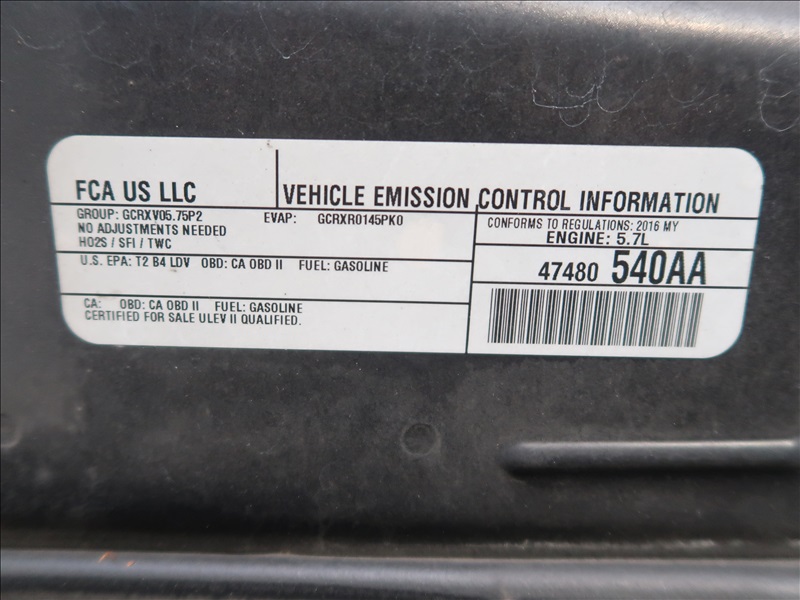 FCA US LLC
VEHICLE EMISSION CONTROL INFORMATION
GROUP: GCRXV05.75P2 EVAP: GCRXR0145PK0
NO ADJUSTMENTS NEEDED
HO2S / SFI / TWC
CONFORMS TO REGULATIONS: 2016 MY
ENGINE: 5.7L
U.S. EPA: T2 B4 LDV OBD: CA OBD II FUEL: GASOLINE
47480 540AA
CA: OBD: CA OBD II FUEL: GASOLINE
CERTIFIED FOR SALE ULEV II QUALIFIED.